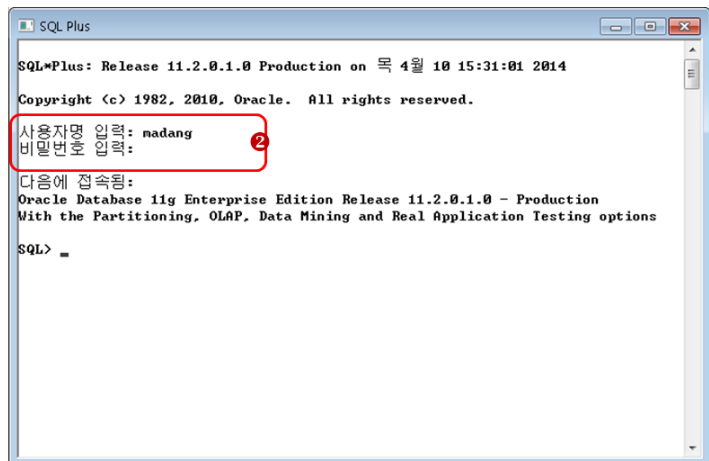 SQL Plus
SQL*Plus: Release 11.2.0.1.0 Production on 목 4월 10 15:31:01 2014
Copyright (c) 1982, 2010, Oracle.  All rights reserved.
사용자명 입력: madang
비밀번호 입력:
❷
다음에 접속됨:
Oracle Database 11g Enterprise Edition Release 11.2.0.1.0 - Production
With the Partitioning, OLAP, Data Mining and Real Application Testing options
SQL> _